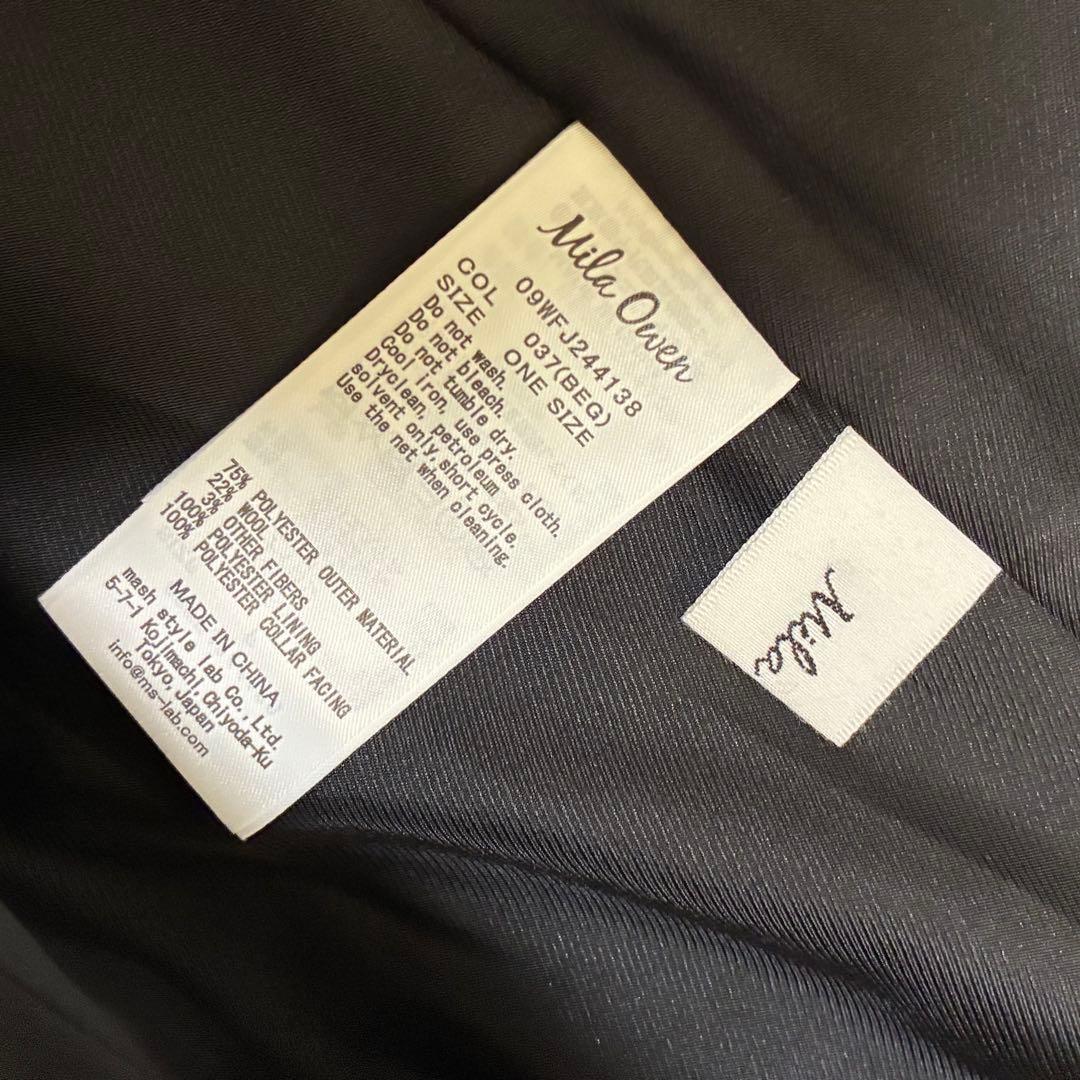 Mila Owen
09WFJ244138
COL 037(BEG)
SIZE ONE SIZE
Do not wash.
Do not bleach.
Do not tumble dry.
Cool iron, use press cloth.
Dryclean, petroleum
solvent only,short cycle.
Use the net when cleaning.
75% POLYESTER OUTER MATERIAL
22% WOOL
3% OTHER FIBERS
100% POLYESTER LINING
100% POLYESTER COLLAR FACING
MADE IN CHINA
mash style lab Co.,Ltd.
5-7-1 Kojimachi,Chiyoda-Ku
Tokyo,Japan
info@ms-lab.com
Mila